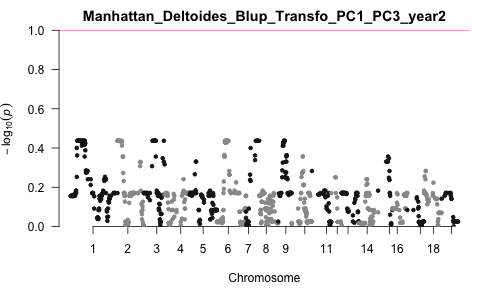 Manhattan_Deltoides_Blup_Transfo_PC1_PC3_year2
1.0
0.8
0.6
0.4
0.2
0.0
− log₁₀(p)
1 2 3 4 5 6 7 8 9 11 14 16 18
Chromosome